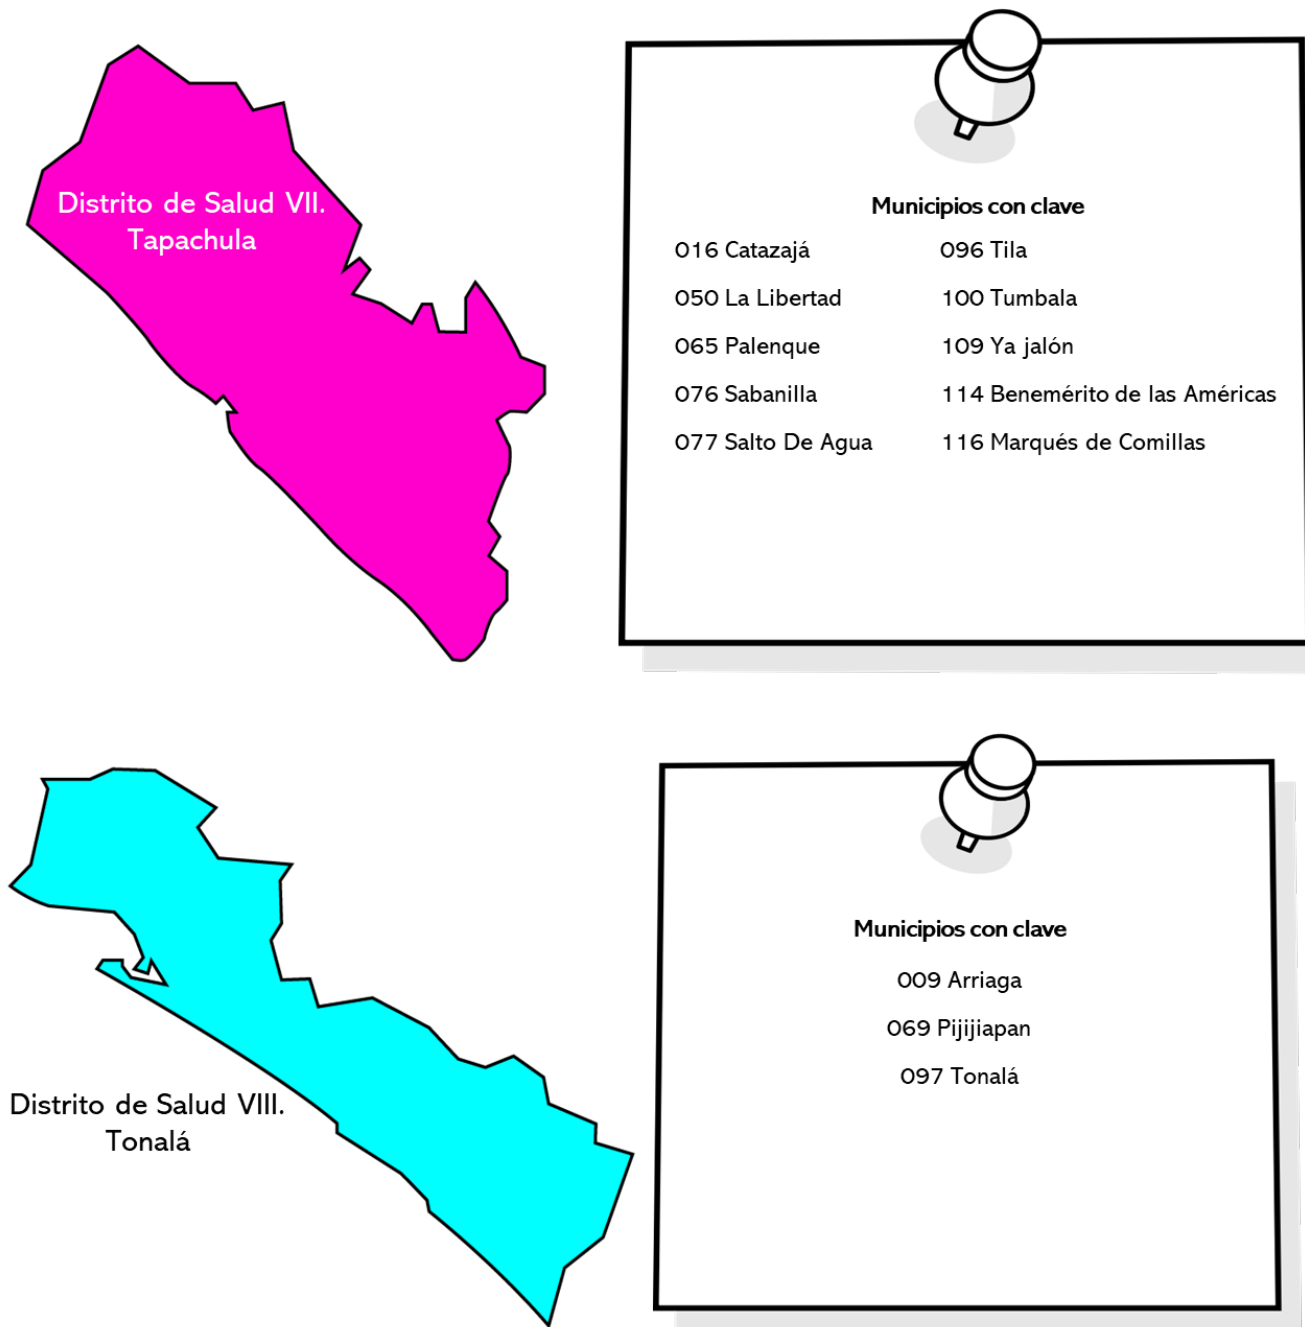 Distrito de Salud VII.
Tapachula
Municipios con clave
016 Catazajá
050 La Libertad
065 Palenque
076 Sabanilla
077 Salto De Agua
096 Tila
100 Tumbala
109 Ya jalón
114 Benemérito de las Américas
116 Marqués de Comillas
Distrito de Salud VIII.
Tonalá
Municipios con clave
009 Arriaga
069 Pijijiapan
097 Tonalá